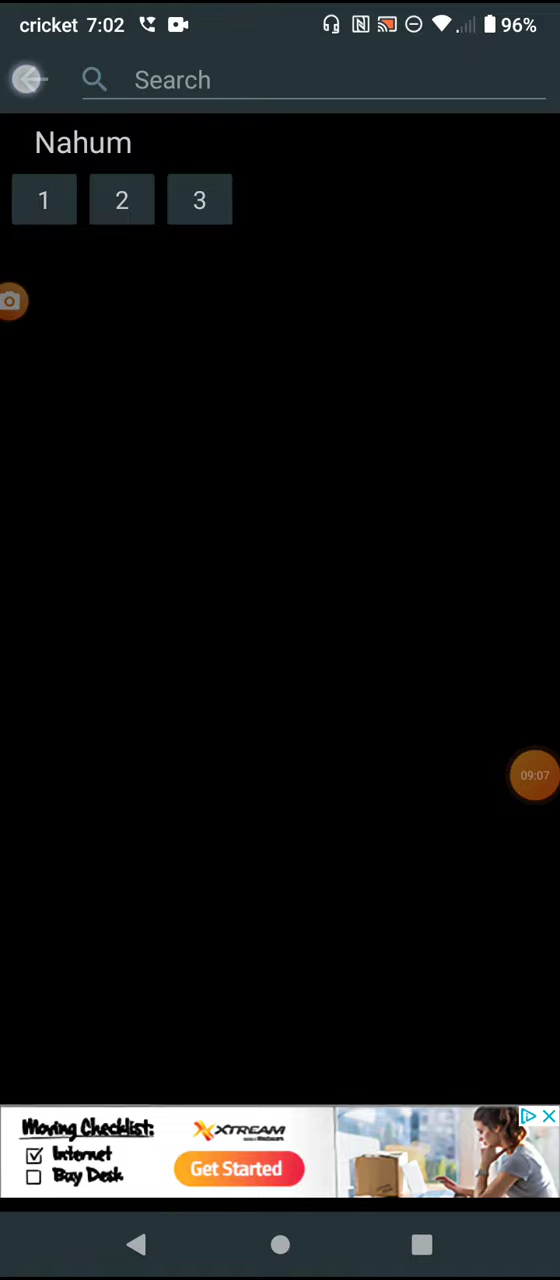 cricket 7:02 96%
Search
Nahum
1 2 3
09:07
Moving Checklist:
Internet
Buy Desk
XTREAM
Get Started